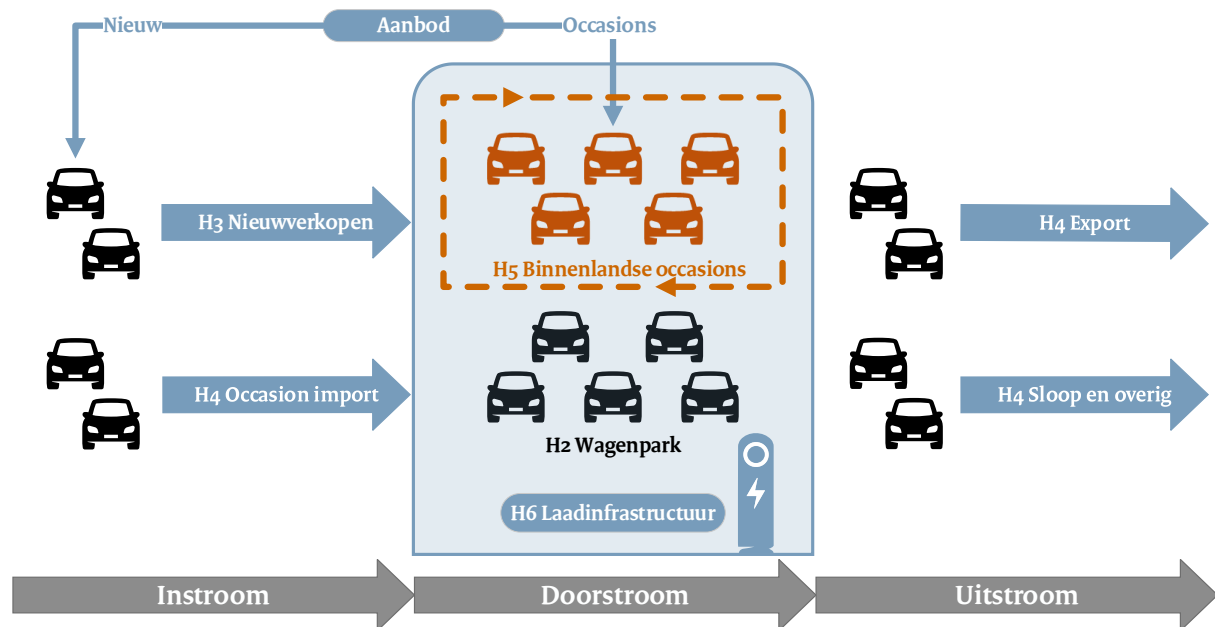 Nieuw
Aanbod
Occasions
H3 Nieuwverkopen
H5 Binnenlandse occasions
H4 Export
H4 Occasion import
H4 Sloop en overig
H2 Wagenpark
H6 Laadinfrastructuur
Instroom
Doorstroom
Uitstroom